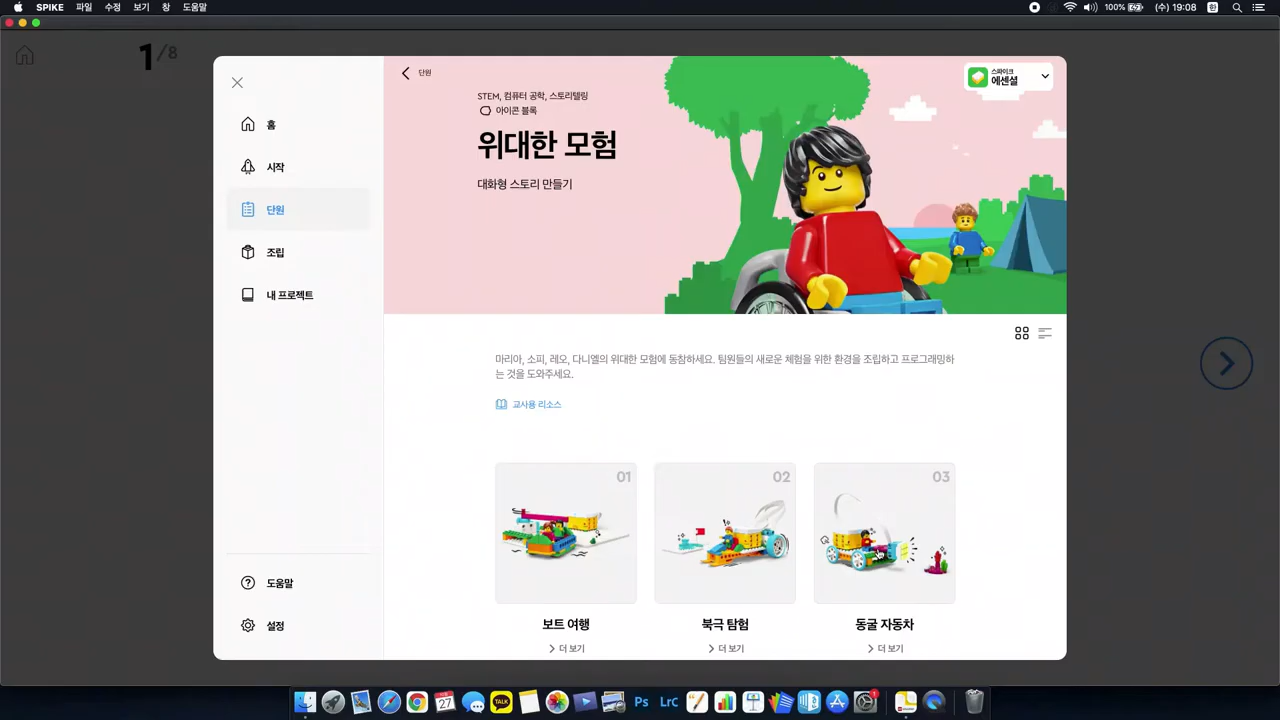 SPIKE 파일 수정 보기 창 도움말
100% (수) 19:08 한
1/8
홈
시작
단원
조립
내 프로젝트
도움말
설정
단원
스파이크
에센셜
STEM, 컴퓨터 공학, 스토리텔링
아이콘 블록
위대한 모험
대화형 스토리 만들기
마리아, 소피, 레오, 다니엘의 위대한 모험에 동참하세요. 팀원들의 새로운 체험을 위한 환경을 조립하고 프로그래밍하
는 것을 도와주세요.
교사용 리소스
01 02 03
보트 여행 북극 탐험 동굴 자동차
더 보기 더 보기 더 보기
27 TALK Ps Lrc 1